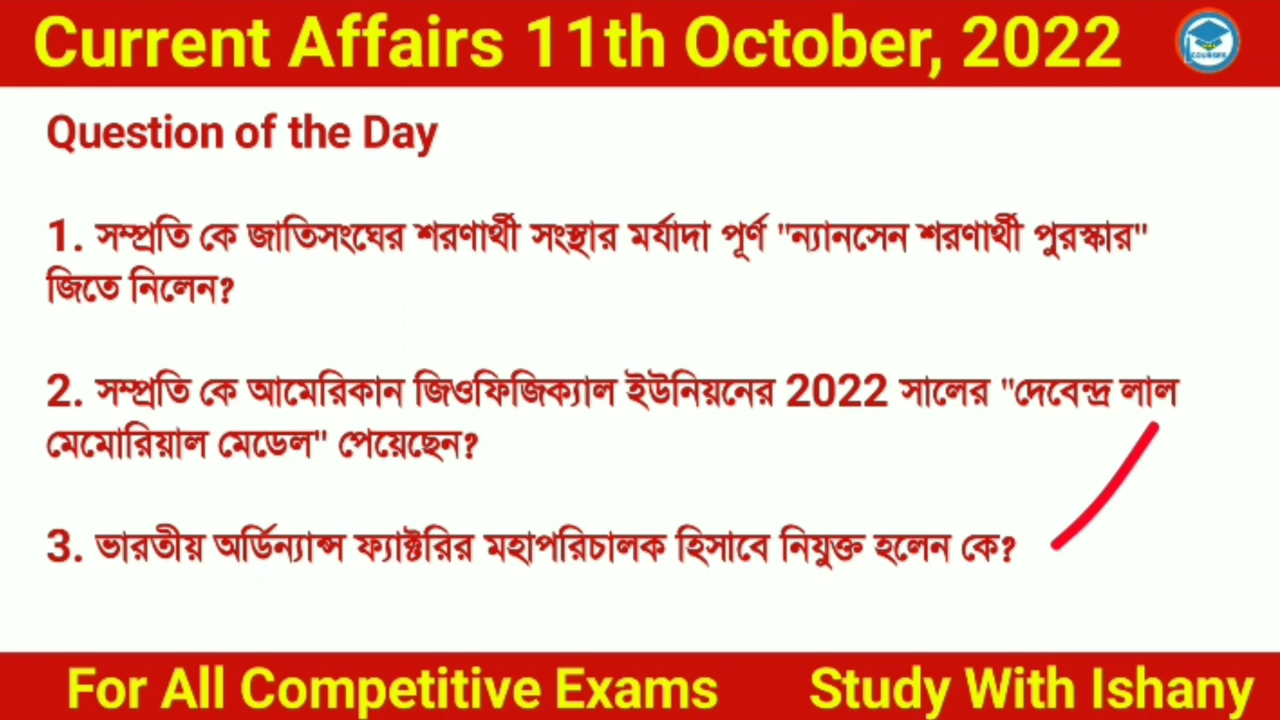 Current Affairs 11th October, 2022
Question of the Day
1. সম্প্রতি কে জাতিসংঘের শরণার্থী সংস্থার মর্যাদা পূর্ণ "ন্যানসেন শরণার্থী পুরস্কার"
জিতে নিলেন?
2. সম্প্রতি কে আমেরিকান জিওফিজিক্যাল ইউনিয়নের 2022 সালের "দেবেন্দ্র লাল
মেমোরিয়াল মেডেল" পেয়েছেন?
3. ভারতীয় অর্ডিন্যান্স ফ্যাক্টরির মহাপরিচালক হিসাবে নিযুক্ত হলেন কে?
For All Competitive Exams Study With Ishany